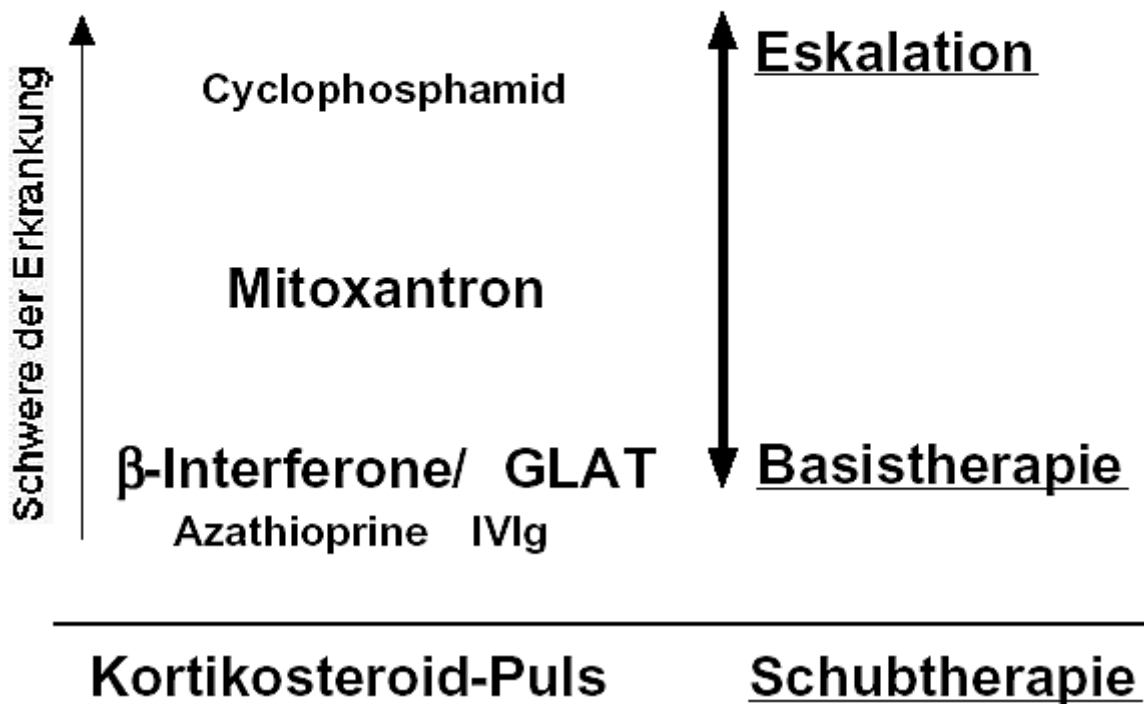 Schwere der Erkrankung
Eskalation
Cyclophosphamid
Mitoxantron
β-Interferone/ GLAT
Basistherapie
Azathioprine IVIg
Kortikosteroid-Puls
Schubtherapie